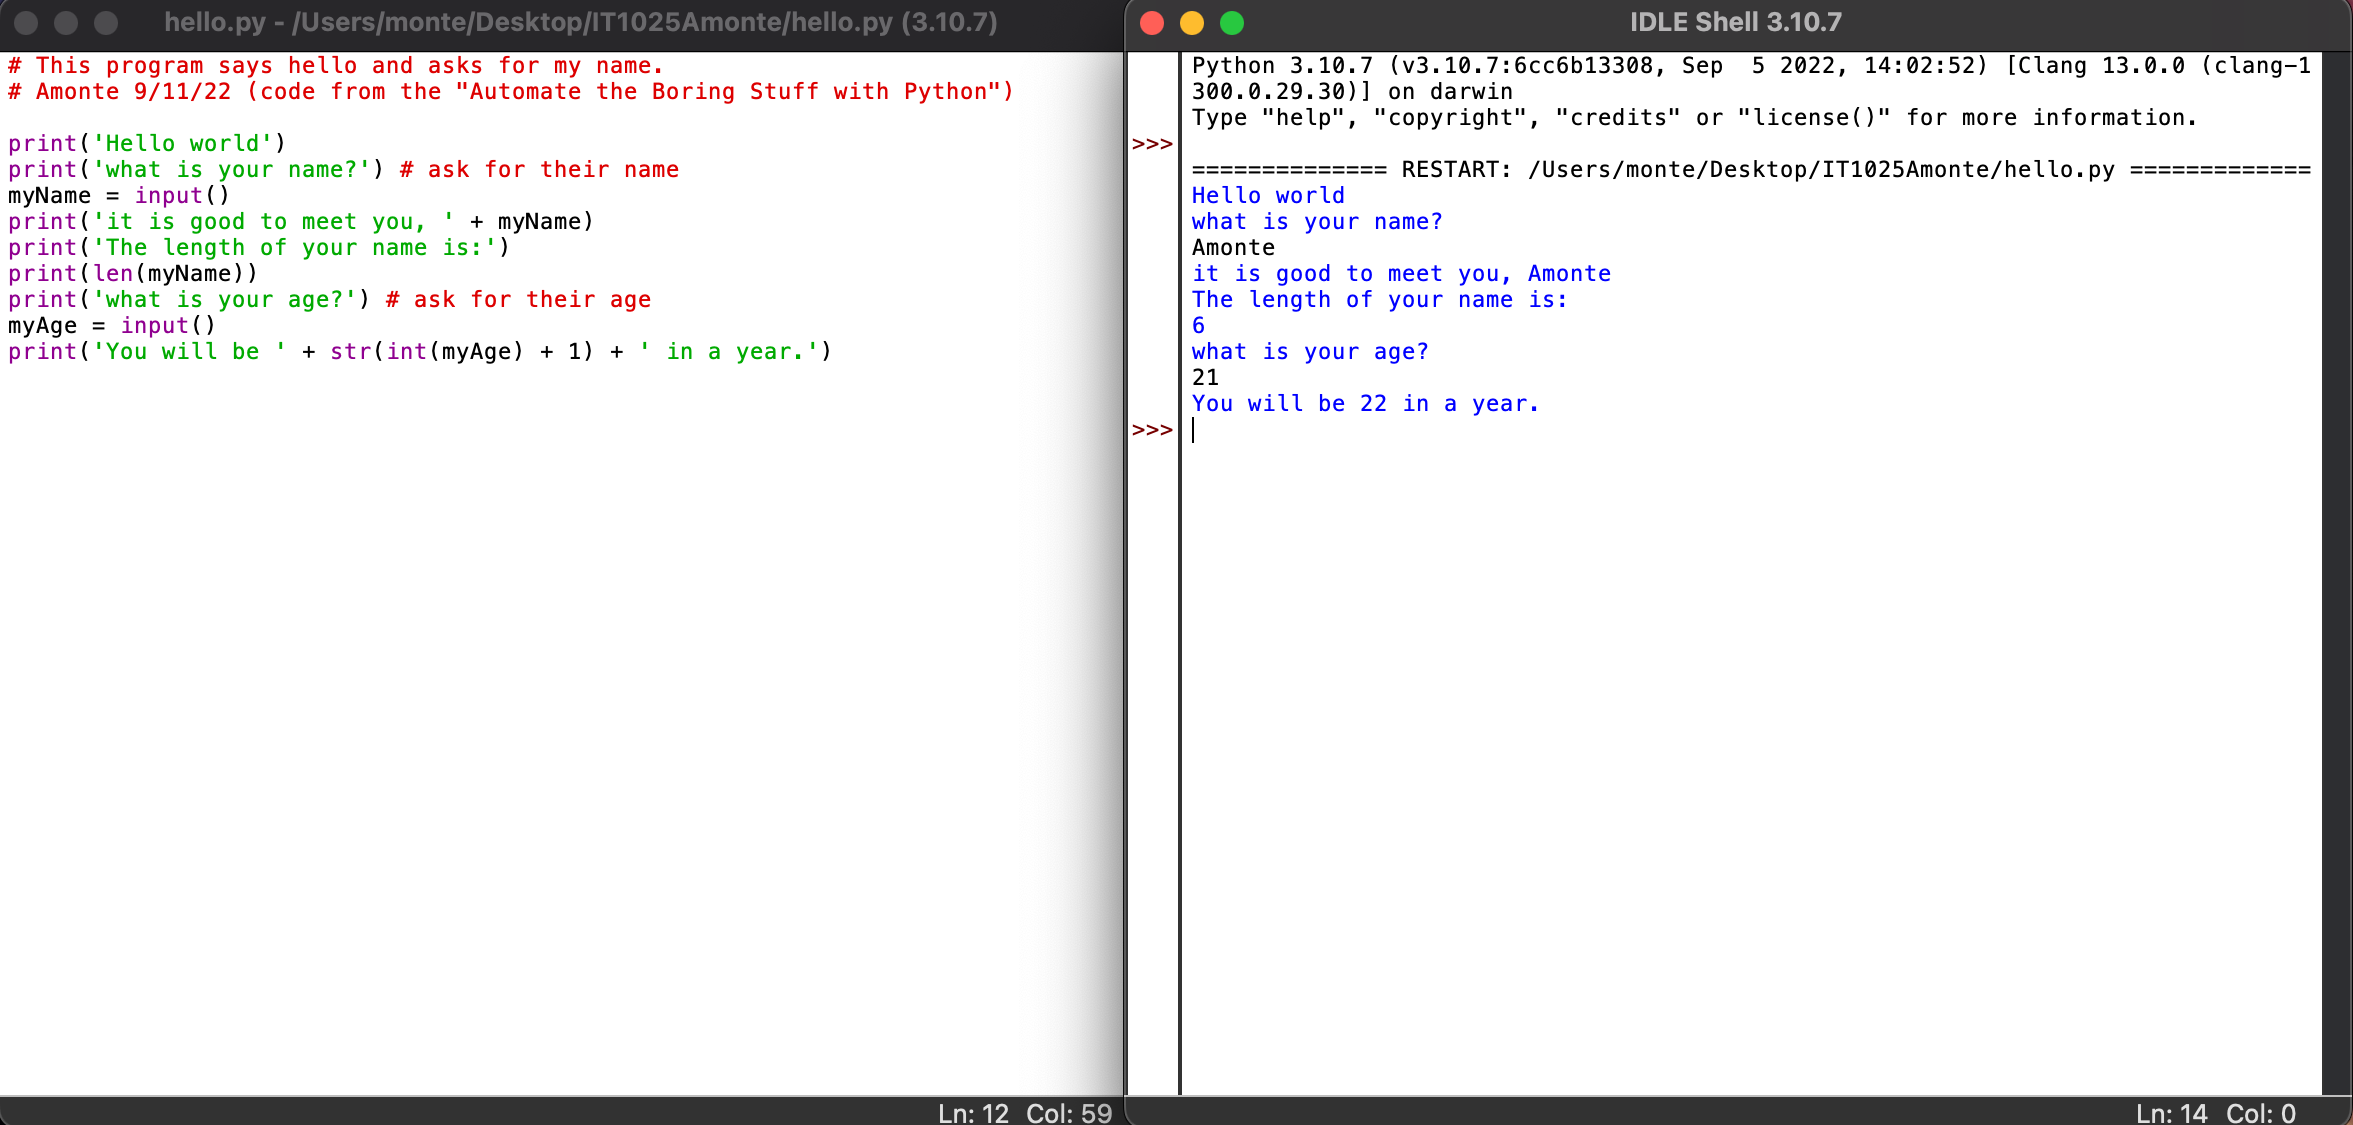 hello.py - /Users/monte/Desktop/IT1025Amonte/hello.py (3.10.7)
# This program says hello and asks for my name.
# Amonte 9/11/22 (code from the "Automate the Boring Stuff with Python")
print('Hello world')
print('what is your name?') # ask for their name
myName = input()
print('it is good to meet you, ' + myName)
print('The length of your name is:')
print(len(myName))
print('what is your age?') # ask for their age
myAge = input()
print('You will be ' + str(int(myAge) + 1) + ' in a year.')
Ln: 12 Col: 59
IDLE Shell 3.10.7
Python 3.10.7 (v3.10.7:6cc6b13308, Sep  5 2022, 14:02:52) [Clang 13.0.0 (clang-1
300.0.29.30)] on darwin
Type "help", "copyright", "credits" or "license()" for more information.
>>>
============== RESTART: /Users/monte/Desktop/IT1025Amonte/hello.py =============
Hello world
what is your name?
Amonte
it is good to meet you, Amonte
The length of your name is:
6
what is your age?
21
You will be 22 in a year.
>>>
Ln: 14 Col: 0